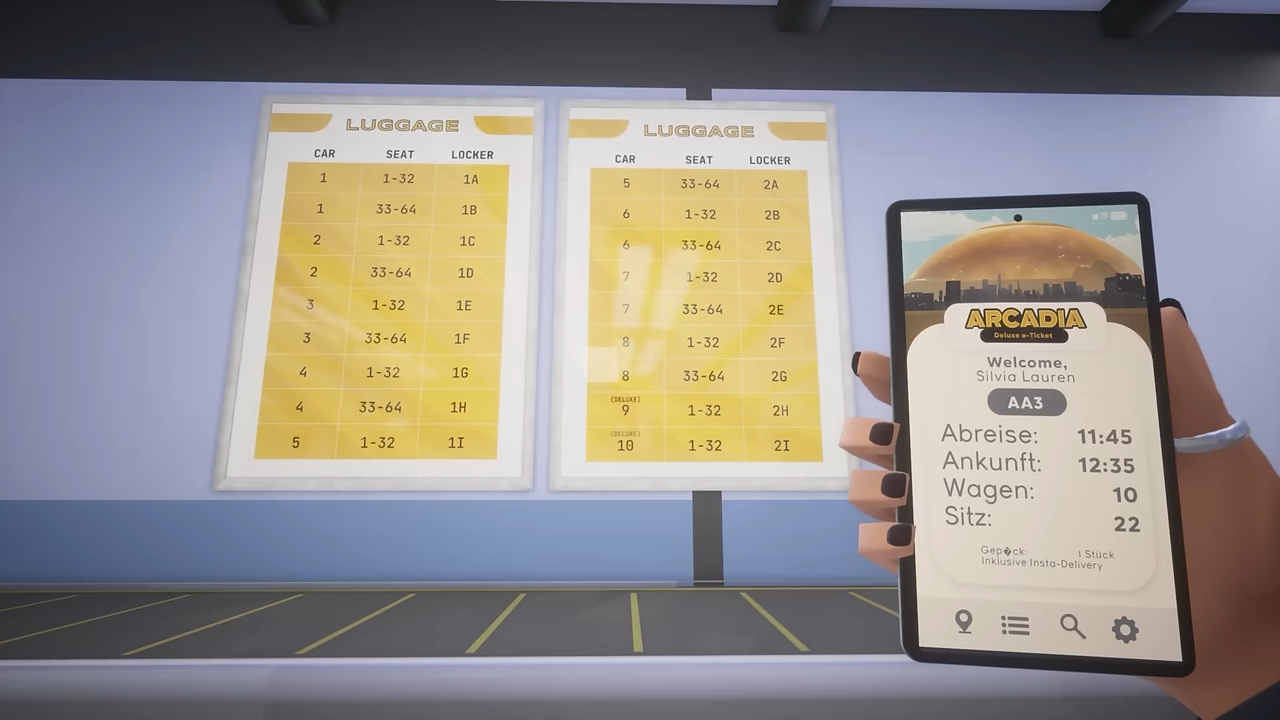 LUGGAGE
CAR SEAT LOCKER
1 1-32 1A
1 33-64 1B
2 1-32 1C
2 33-64 1D
3 1-32 1E
3 33-64 1F
4 1-32 1G
4 33-64 1H
5 1-32 1I
LUGGAGE
CAR SEAT LOCKER
5 33-64 2A
6 1-32 2B
6 33-64 2C
7 1-32 2D
7 33-64 2E
8 1-32 2F
8 33-64 2G
(DELUXE)
9 1-32 2H
(DELUXE)
10 1-32 2I
ARCADIA
Deluxe e-Ticket
Welcome,
Silvia Lauren
AA3
Abreise: 11:45
Ankunft: 12:35
Wagen: 10
Sitz: 22
Gep�ck: 1 Stück
Inklusive Insta-Delivery